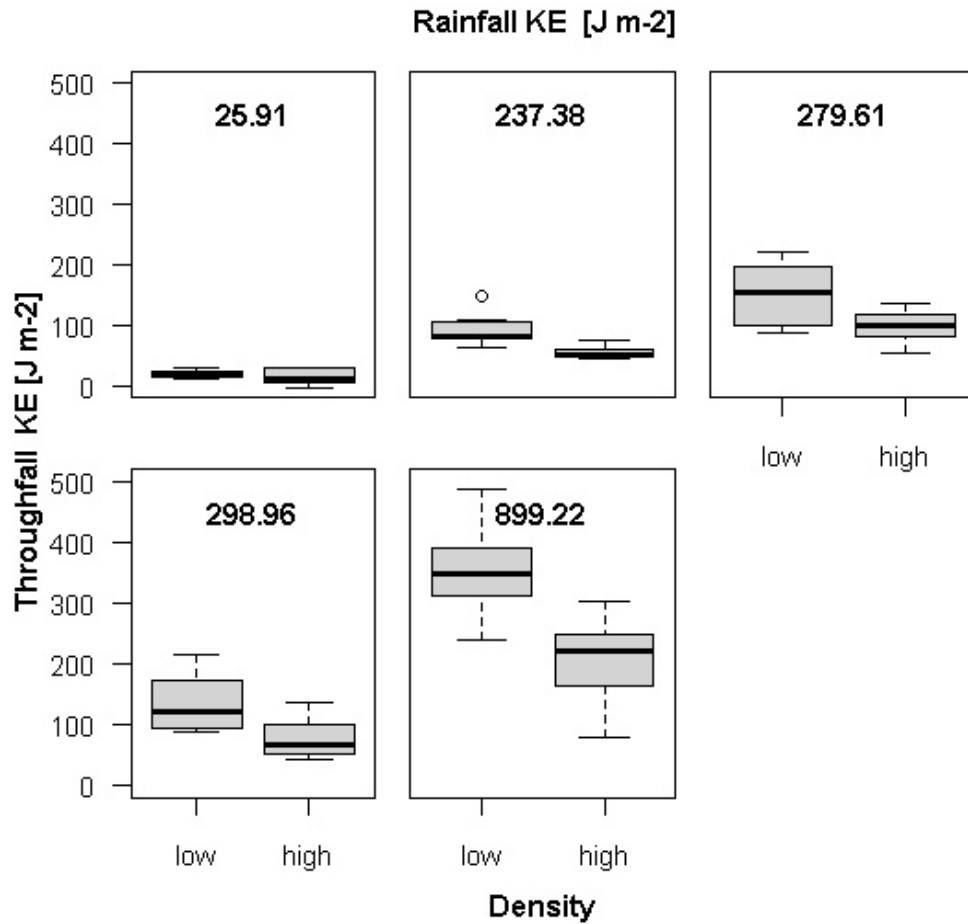 Rainfall KE [J m-2]
25.91
237.38
279.61
500
400
300
200
100
0
low
high
Throughfall KE [J m-2]
298.96
899.22
500
400
300
200
100
0
low
high
low
high
Density